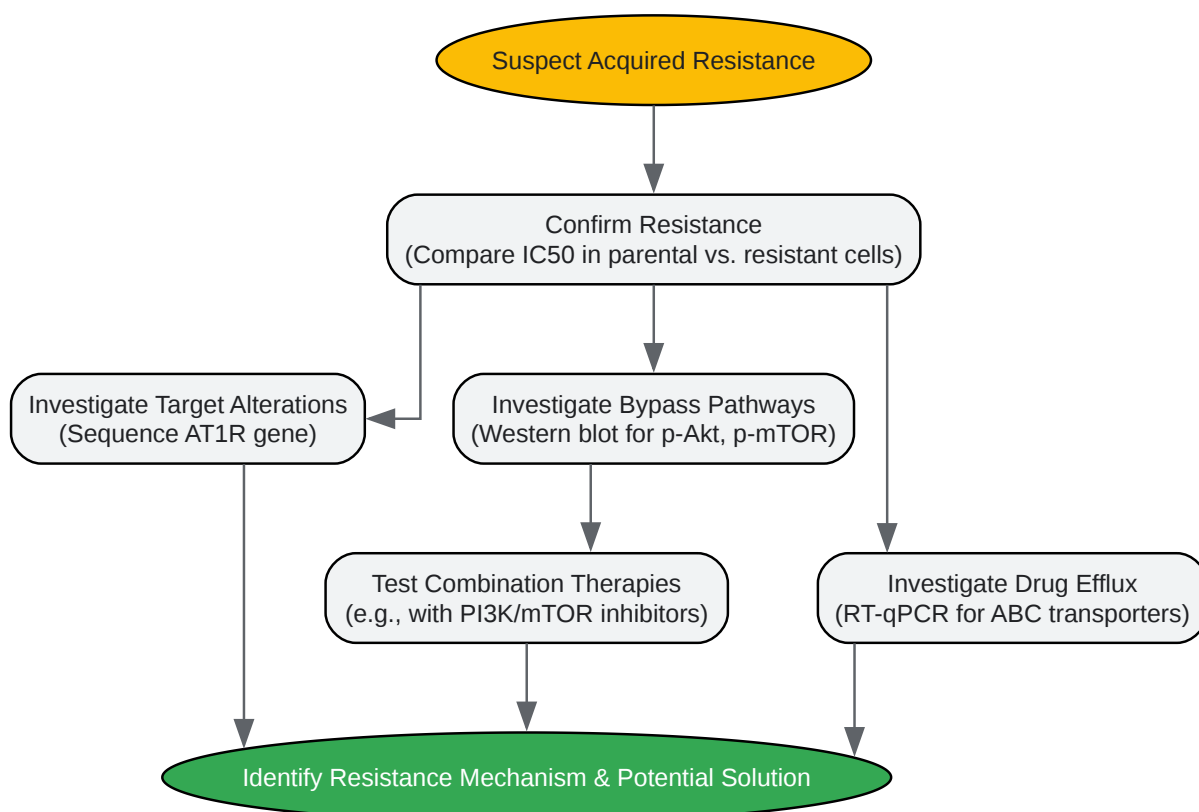 Suspect Acquired Resistance
Confirm Resistance
(Compare IC50 in parental vs. resistant cells)
Investigate Target Alterations
(Sequence AT1R gene)
Investigate Bypass Pathways
(Western blot for p-Akt, p-mTOR)
Test Combination Therapies
(e.g., with PI3K/mTOR inhibitors)
Investigate Drug Efflux
(RT-qPCR for ABC transporters)
Identify Resistance Mechanism & Potential Solution